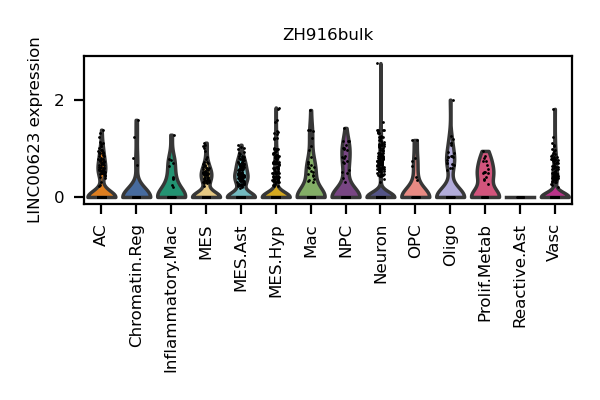 ZH916bulk
LINC00623 expression
2
0
AC
Chromatin.Reg
Inflammatory.Mac
MES
MES.Ast
MES.Hyp
Mac
NPC
Neuron
OPC
Oligo
Prolif.Metab
Reactive.Ast
Vasc